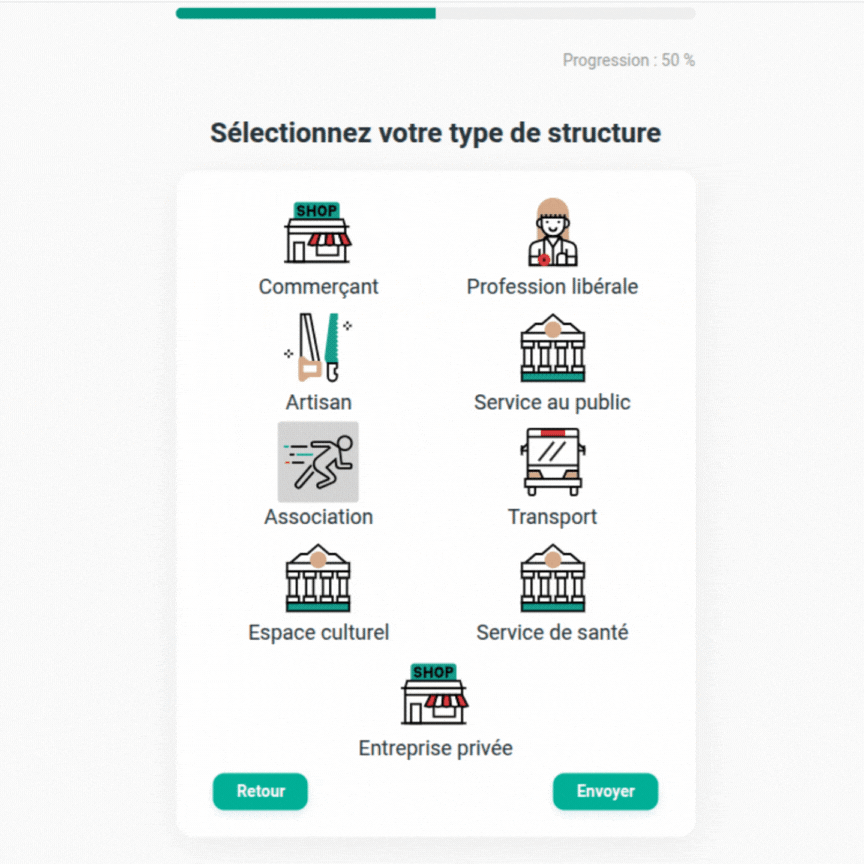 Progression : 50 %
Sélectionnez votre type de structure
SHOP
Commerçant
Profession libérale
Artisan
Service au public
Association
Transport
Espace culturel
Service de santé
SHOP
Entreprise privée
Retour
Envoyer